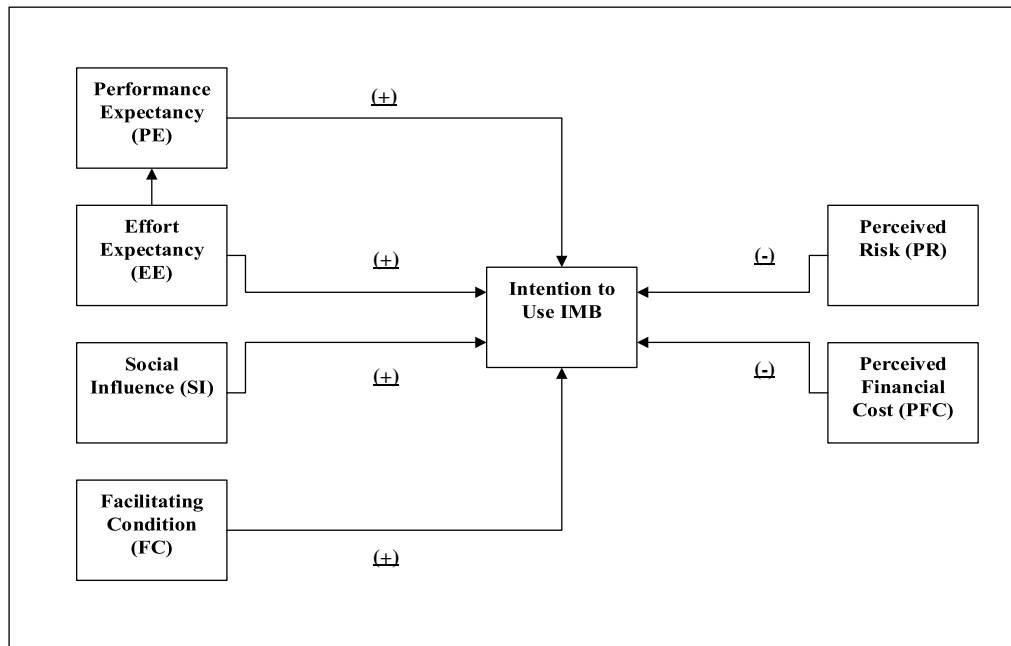 Performance
Expectancy
(PE)
(+)
Effort
Expectancy
(EE)
(+)
Social
Influence (SI)
(+)
Facilitating
Condition
(FC)
(+)
Intention to
Use IMB
Perceived
Risk (PR)
(-)
Perceived
Financial
Cost (PFC)
(-)